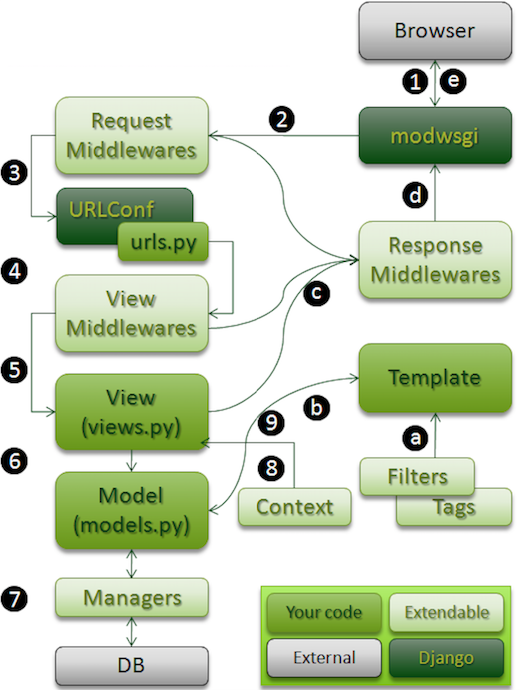 Browser
1
e
2
Request
Middlewares
modwsgi
3
d
URLConf
urls.py
Response
Middlewares
4
View
Middlewares
c
5
View
(views.py)
Template
b
9
a
6
8
Filters
Model
(models.py)
Context
Tags
7
Managers
Your code
Extendable
DB
External
Django